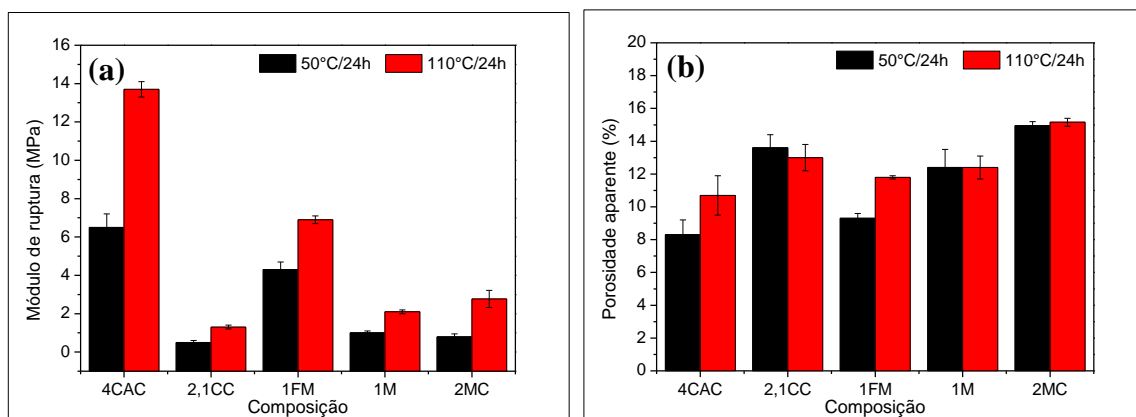 (a)
50°C/24h
110°C/24h
Módulo de ruptura (MPa)
16
14
12
10
8
6
4
2
0
4CAC
2,1CC
1FM
1M
2MC
Composição
(b)
50°C/24h
110°C/24h
Porosidade aparente (%)
20
18
16
14
12
10
8
6
4
2
0
4CAC
2,1CC
1FM
1M
2MC
Composição